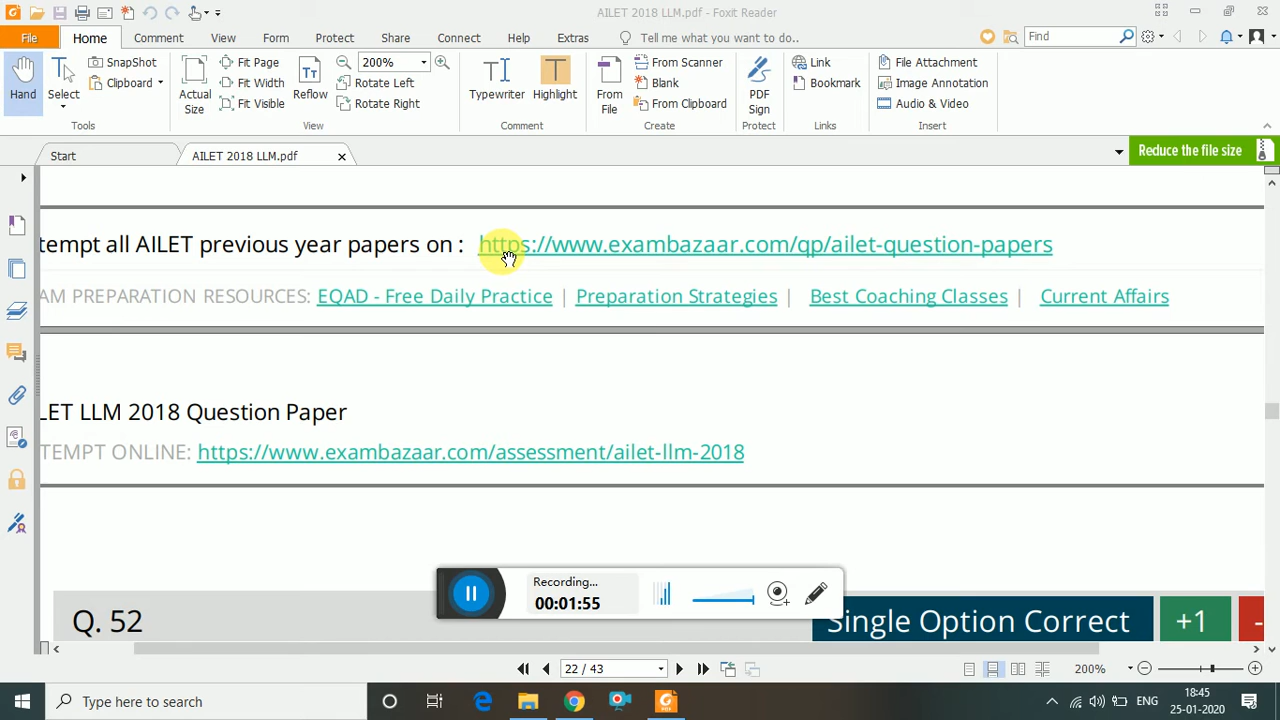 AILET 2018 LLM.pdf - Foxit Reader
File Home Comment View Form Protect Share Connect Help Extras Tell me what you want to do.. Find
Hand
Select
SnapShot
Clipboard
Tools
Actual Size
Fit Page
Fit Width
Fit Visible
Reflow
200%
Rotate Left
Rotate Right
View
Typewriter
Highlight
Comment
From File
From Scanner
Blank
From Clipboard
Create
PDF Sign
Protect
Link
Bookmark
Links
File Attachment
Image Annotation
Audio & Video
Insert
Start AILET 2018 LLM.pdf Reduce the file size
tempt all AILET previous year papers on : https://www.exambazaar.com/qp/ailet-question-papers
AM PREPARATION RESOURCES: EQAD - Free Daily Practice | Preparation Strategies | Best Coaching Classes | Current Affairs
LET LLM 2018 Question Paper
TEMPT ONLINE: https://www.exambazaar.com/assessment/ailet-llm-2018
Recording...
00:01:55
Q. 52 Single Option Correct +1 -
22 / 43 200%
Type here to search ENG 18:45
25-01-2020